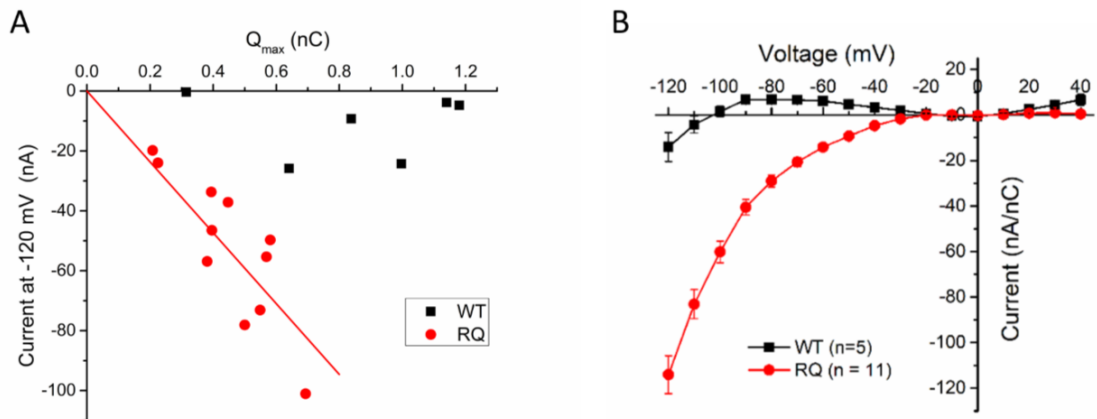 A
Q_max (nC)
0.0 0.2 0.4 0.6 0.8 1.0 1.2
0
-20
-40
-60
-80
-100
Current at -120 mV (nA)
WT
RQ
B
Voltage (mV)
-120 -100 -80 -60 -40 -20 0 20 40
20
0
-20
-40
-60
-80
-100
-120
Current (nA/nC)
WT (n=5)
RQ (n = 11)